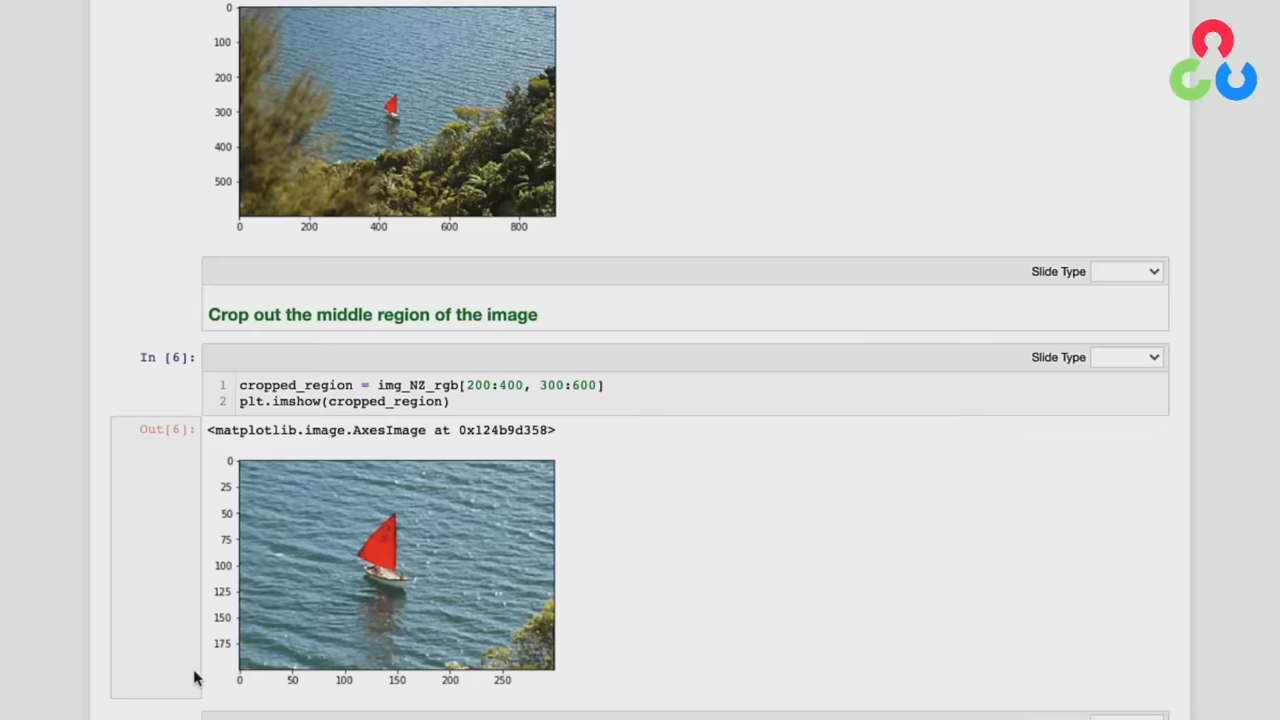 0
100
200
300
400
500
0 200 400 600 800
Slide Type
Crop out the middle region of the image
In [6]:
Slide Type
1 cropped_region = img_NZ_rgb[200:400, 300:600]
2 plt.imshow(cropped_region)
Out[6]: <matplotlib.image.AxesImage at 0x124b9d358>
0
25
50
75
100
125
150
175
0 50 100 150 200 250